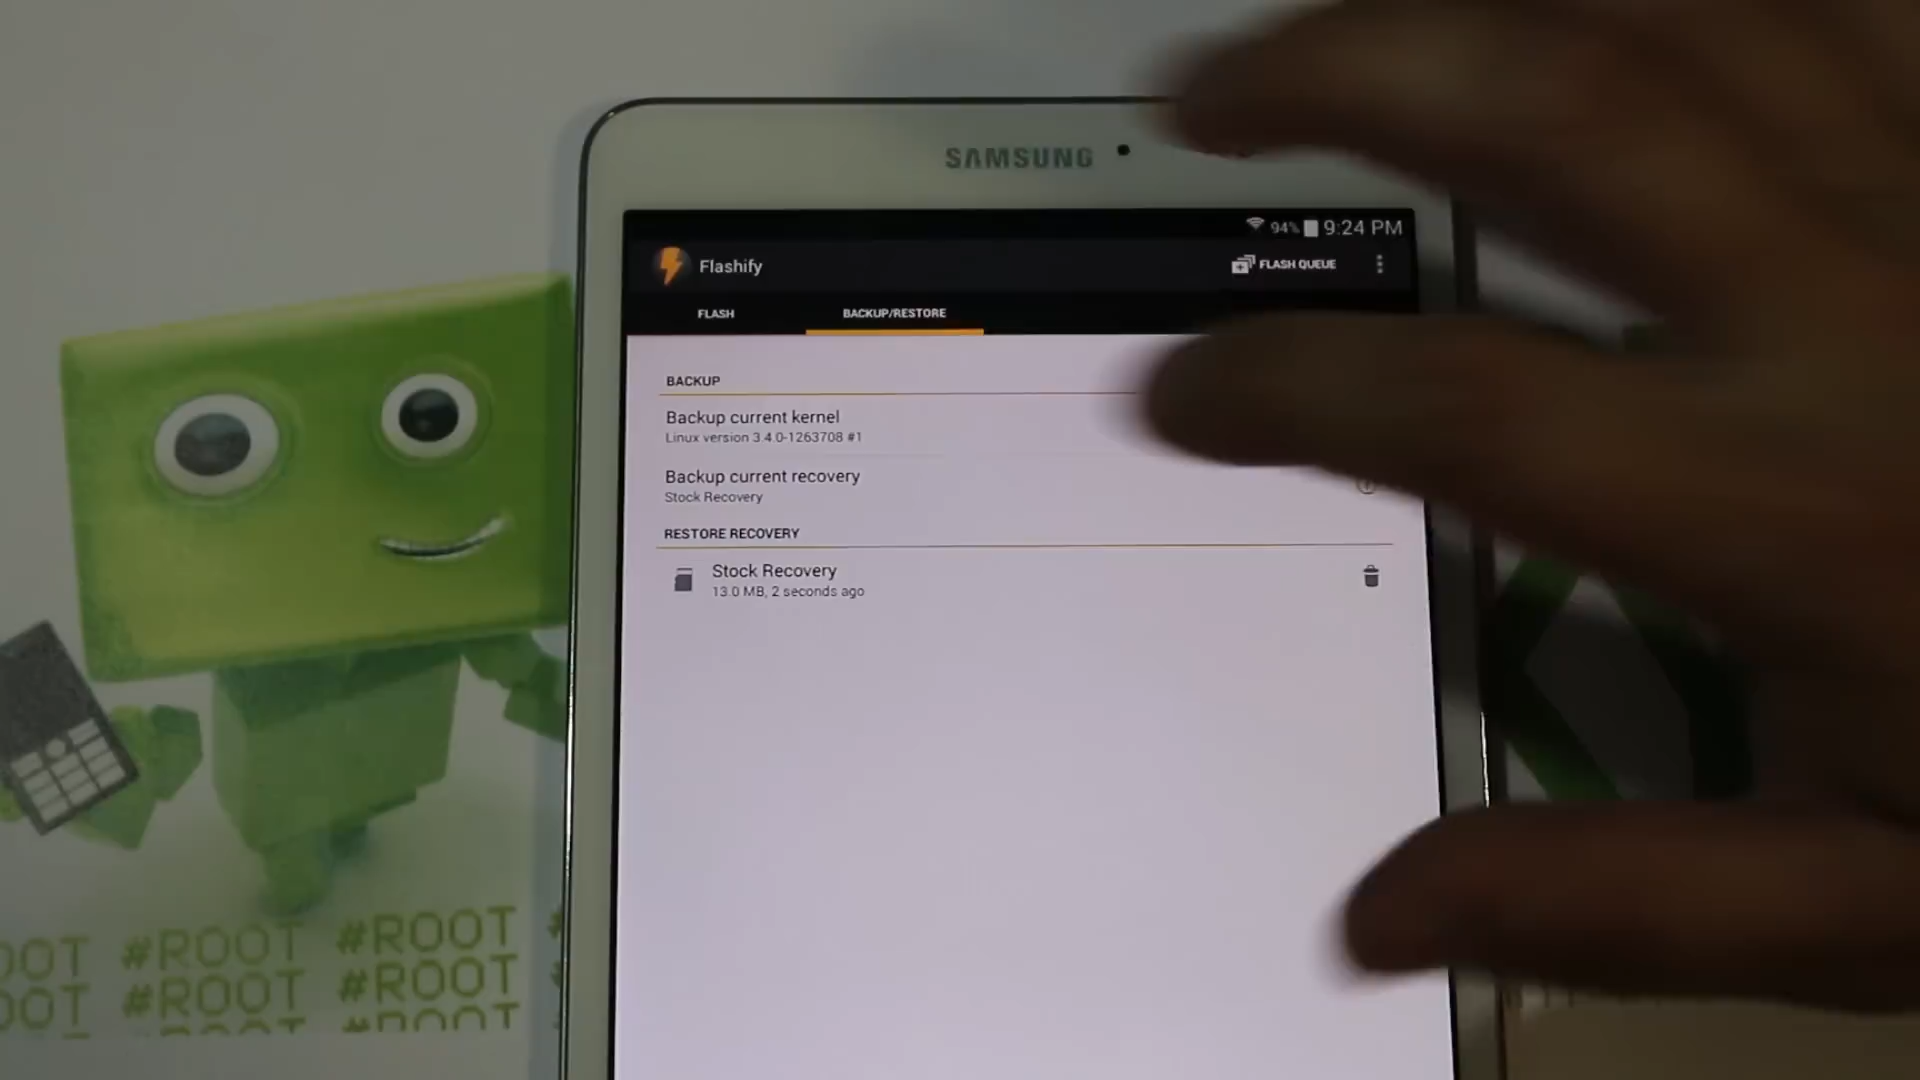 SAMSUNG
94% 9:24 PM
Flashify
FLASH QUEUE
FLASH
BACKUP/RESTORE
BACKUP
Backup current kernel
Linux version 3.4.0-1263708 #1
Backup current recovery
Stock Recovery
RESTORE RECOVERY
Stock Recovery
13.0 MB, 2 seconds ago
OOT #ROOT #ROOT #
OOT #ROOT #ROOT